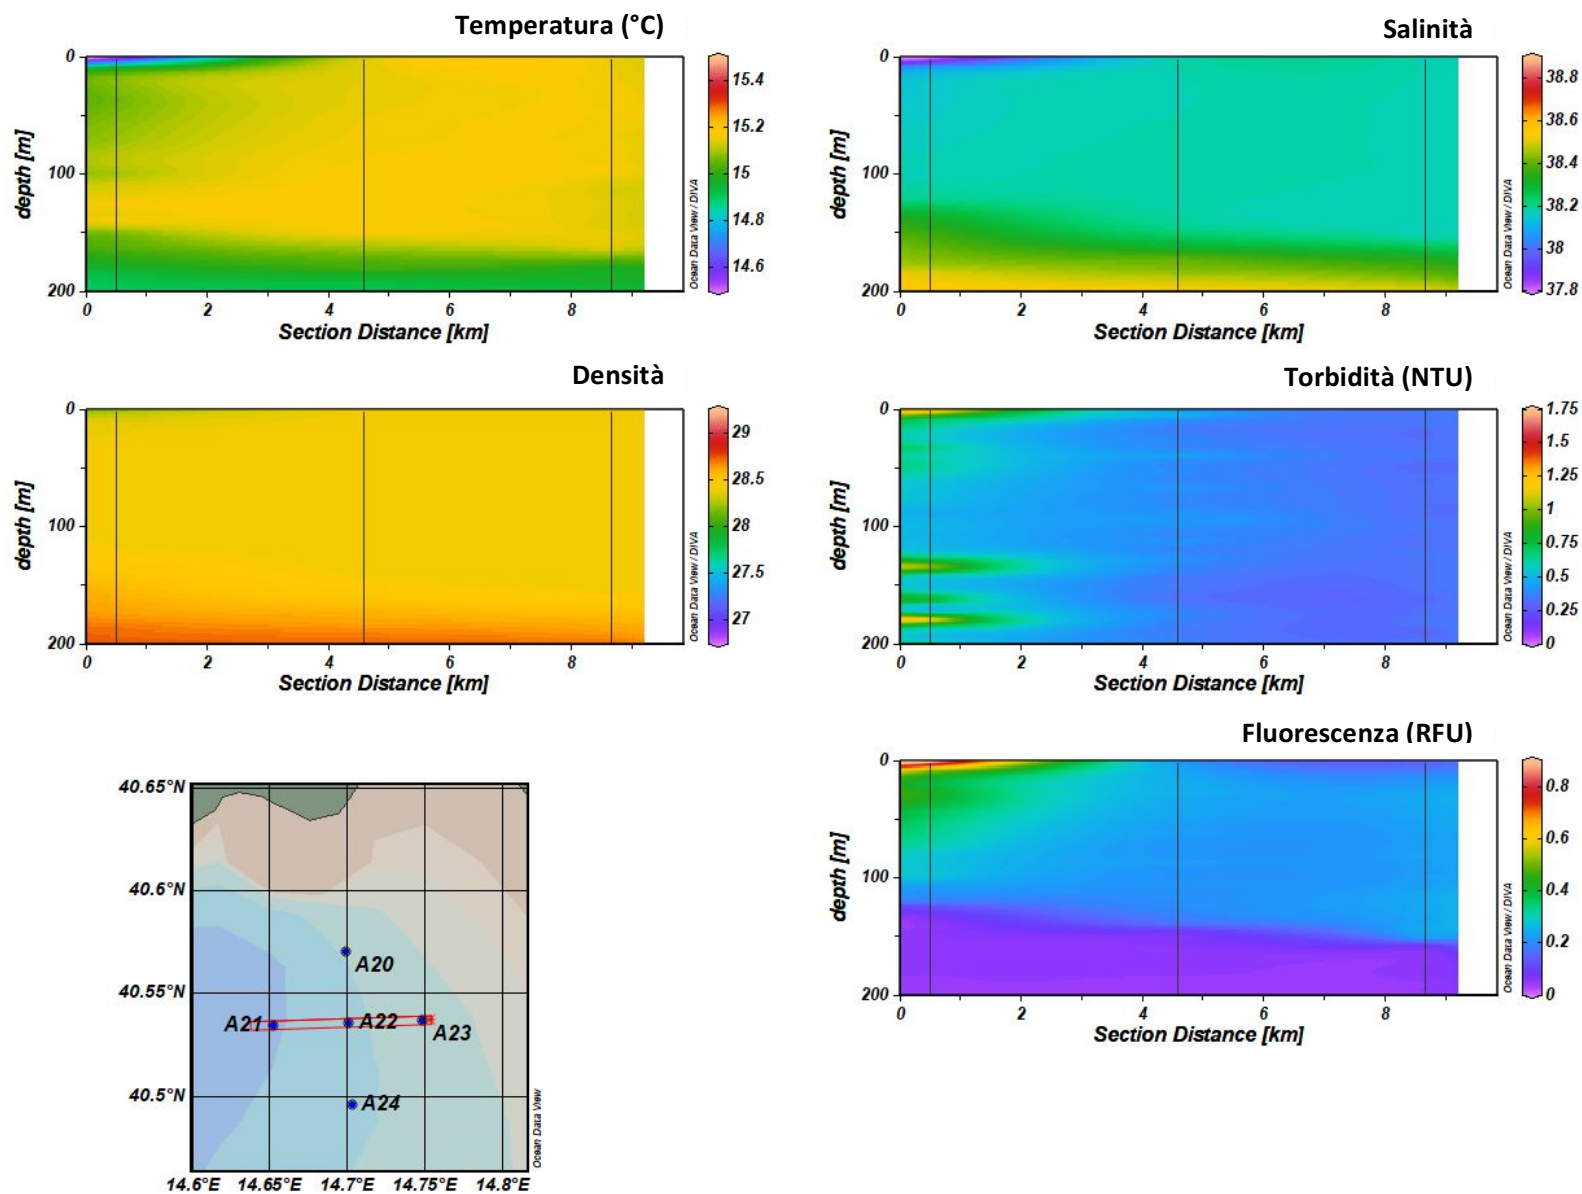 Temperatura (°C)
0
100
200
depth [m]
0 2 4 6 8
Section Distance [km]
15.4
15.2
15
14.8
14.6
Ocean Data View / DIVA
Salinità
0
100
200
depth [m]
0 2 4 6 8
Section Distance [km]
38.8
38.6
38.4
38.2
38
37.8
Ocean Data View / DIVA
Densità
0
100
200
depth [m]
0 2 4 6 8
Section Distance [km]
29
28.5
28
27.5
27
Ocean Data View / DIVA
Torbidità (NTU)
0
100
200
depth [m]
0 2 4 6 8
Section Distance [km]
1.75
1.5
1.25
1
0.75
0.5
0.25
0
Ocean Data View / DIVA
40.65°N
40.6°N
40.55°N
40.5°N
A20
A21
A22
A23
A24
14.6°E 14.65°E 14.7°E 14.75°E 14.8°E
Ocean Data View
Fluorescenza (RFU)
0
100
200
depth [m]
0 2 4 6 8
Section Distance [km]
0.8
0.6
0.4
0.2
0
Ocean Data View / DIVA